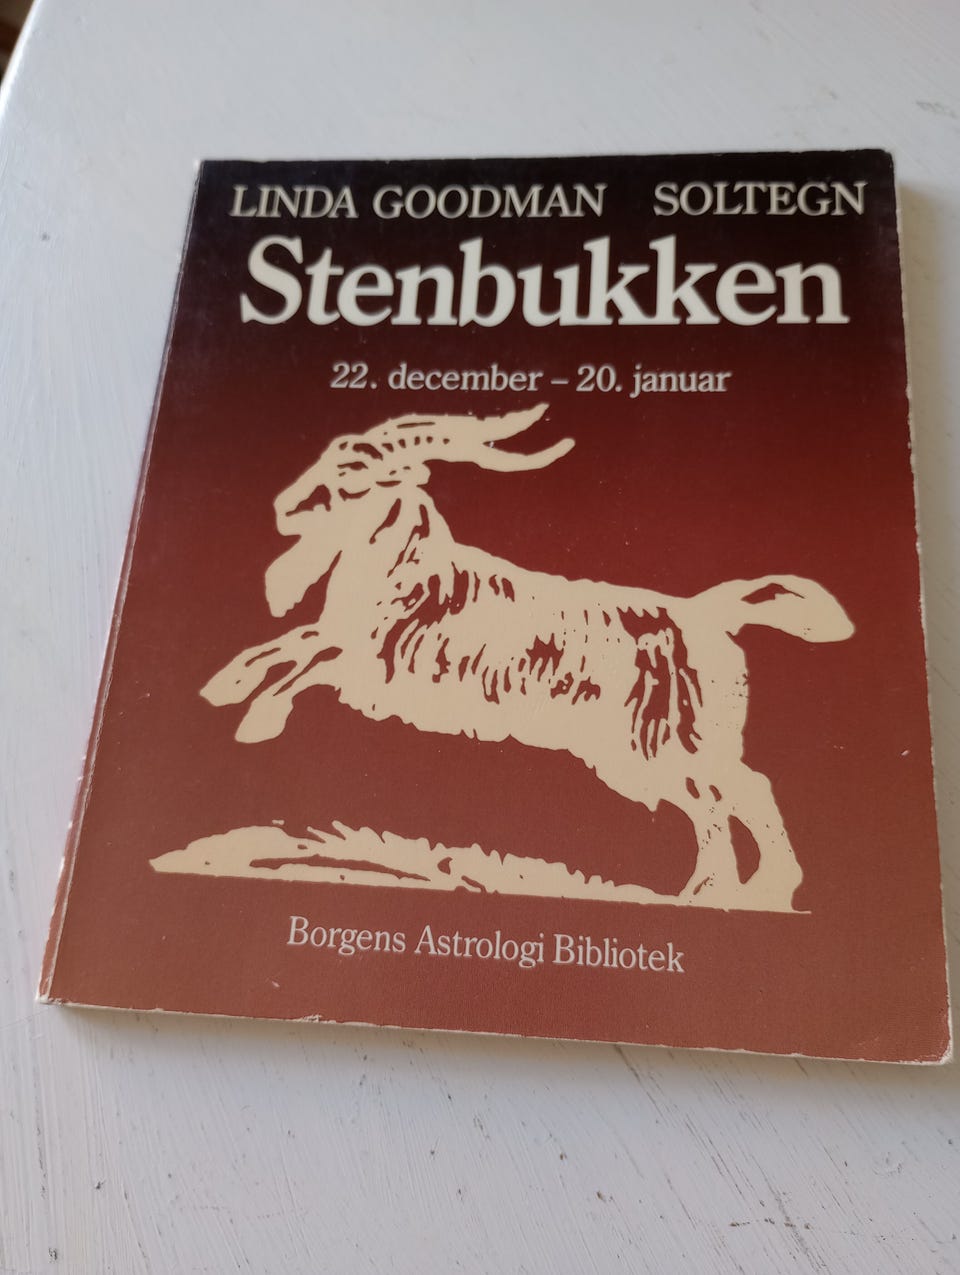 LINDA GOODMAN SOLTEGN
Stenbukken
22. december – 20. januar
Borgens Astrologi Bibliotek